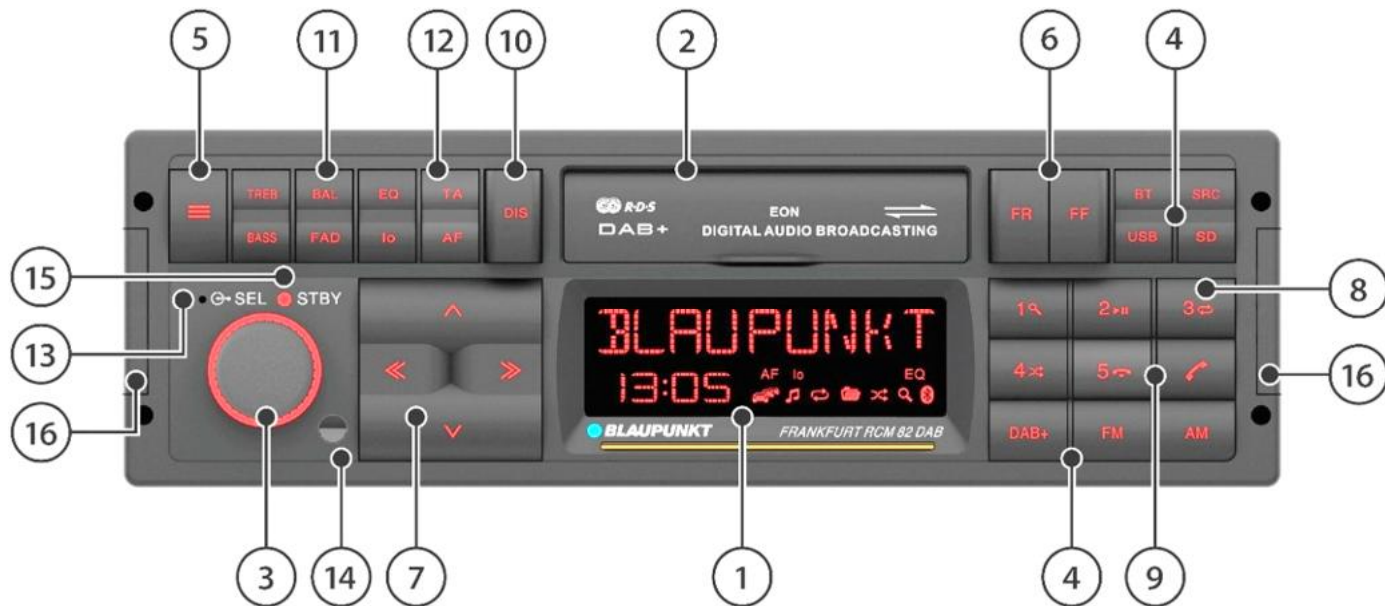 5 11 12 10 2 6 4
TREB BAL EQ TA DIS
BASS FAD lo AF
R·D·S
DAB+
EON
DIGITAL AUDIO BROADCASTING
FR FF
BT SRC
USB SD
15
SEL STBY
13
16
8
16
1 2 3
4 5
DAB+ FM AM
BLAUPUNKT
13:05
AF lo EQ
BLAUPUNKT FRANKFURT RCM 82 DAB
3 14 7 1 4 9